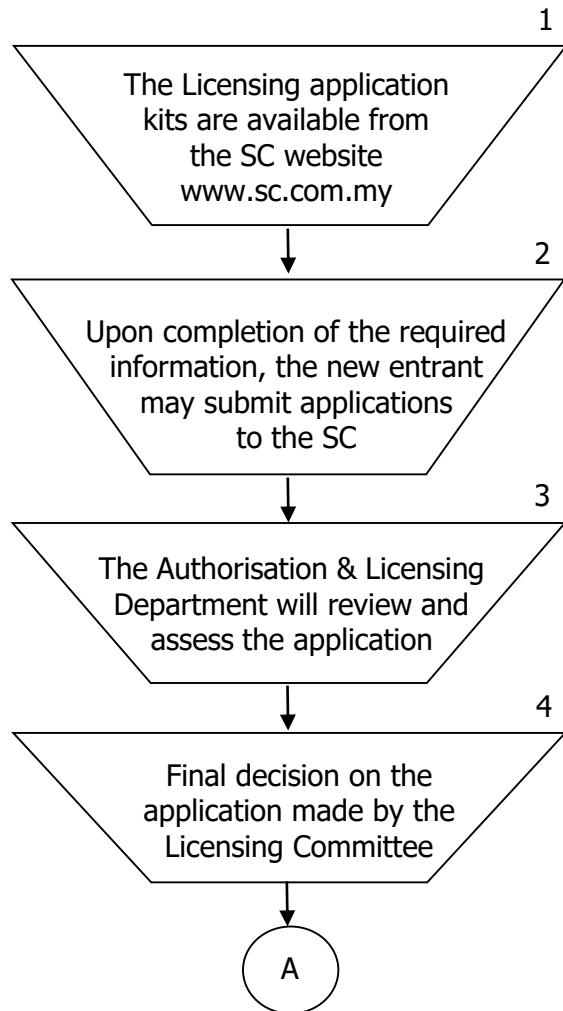 1
The Licensing application
kits are available from
the SC website
www.sc.com.my
2
Upon completion of the required
information, the new entrant
may submit applications
to the SC
3
The Authorisation & Licensing
Department will review and
assess the application
4
Final decision on the
application made by the
Licensing Committee
A